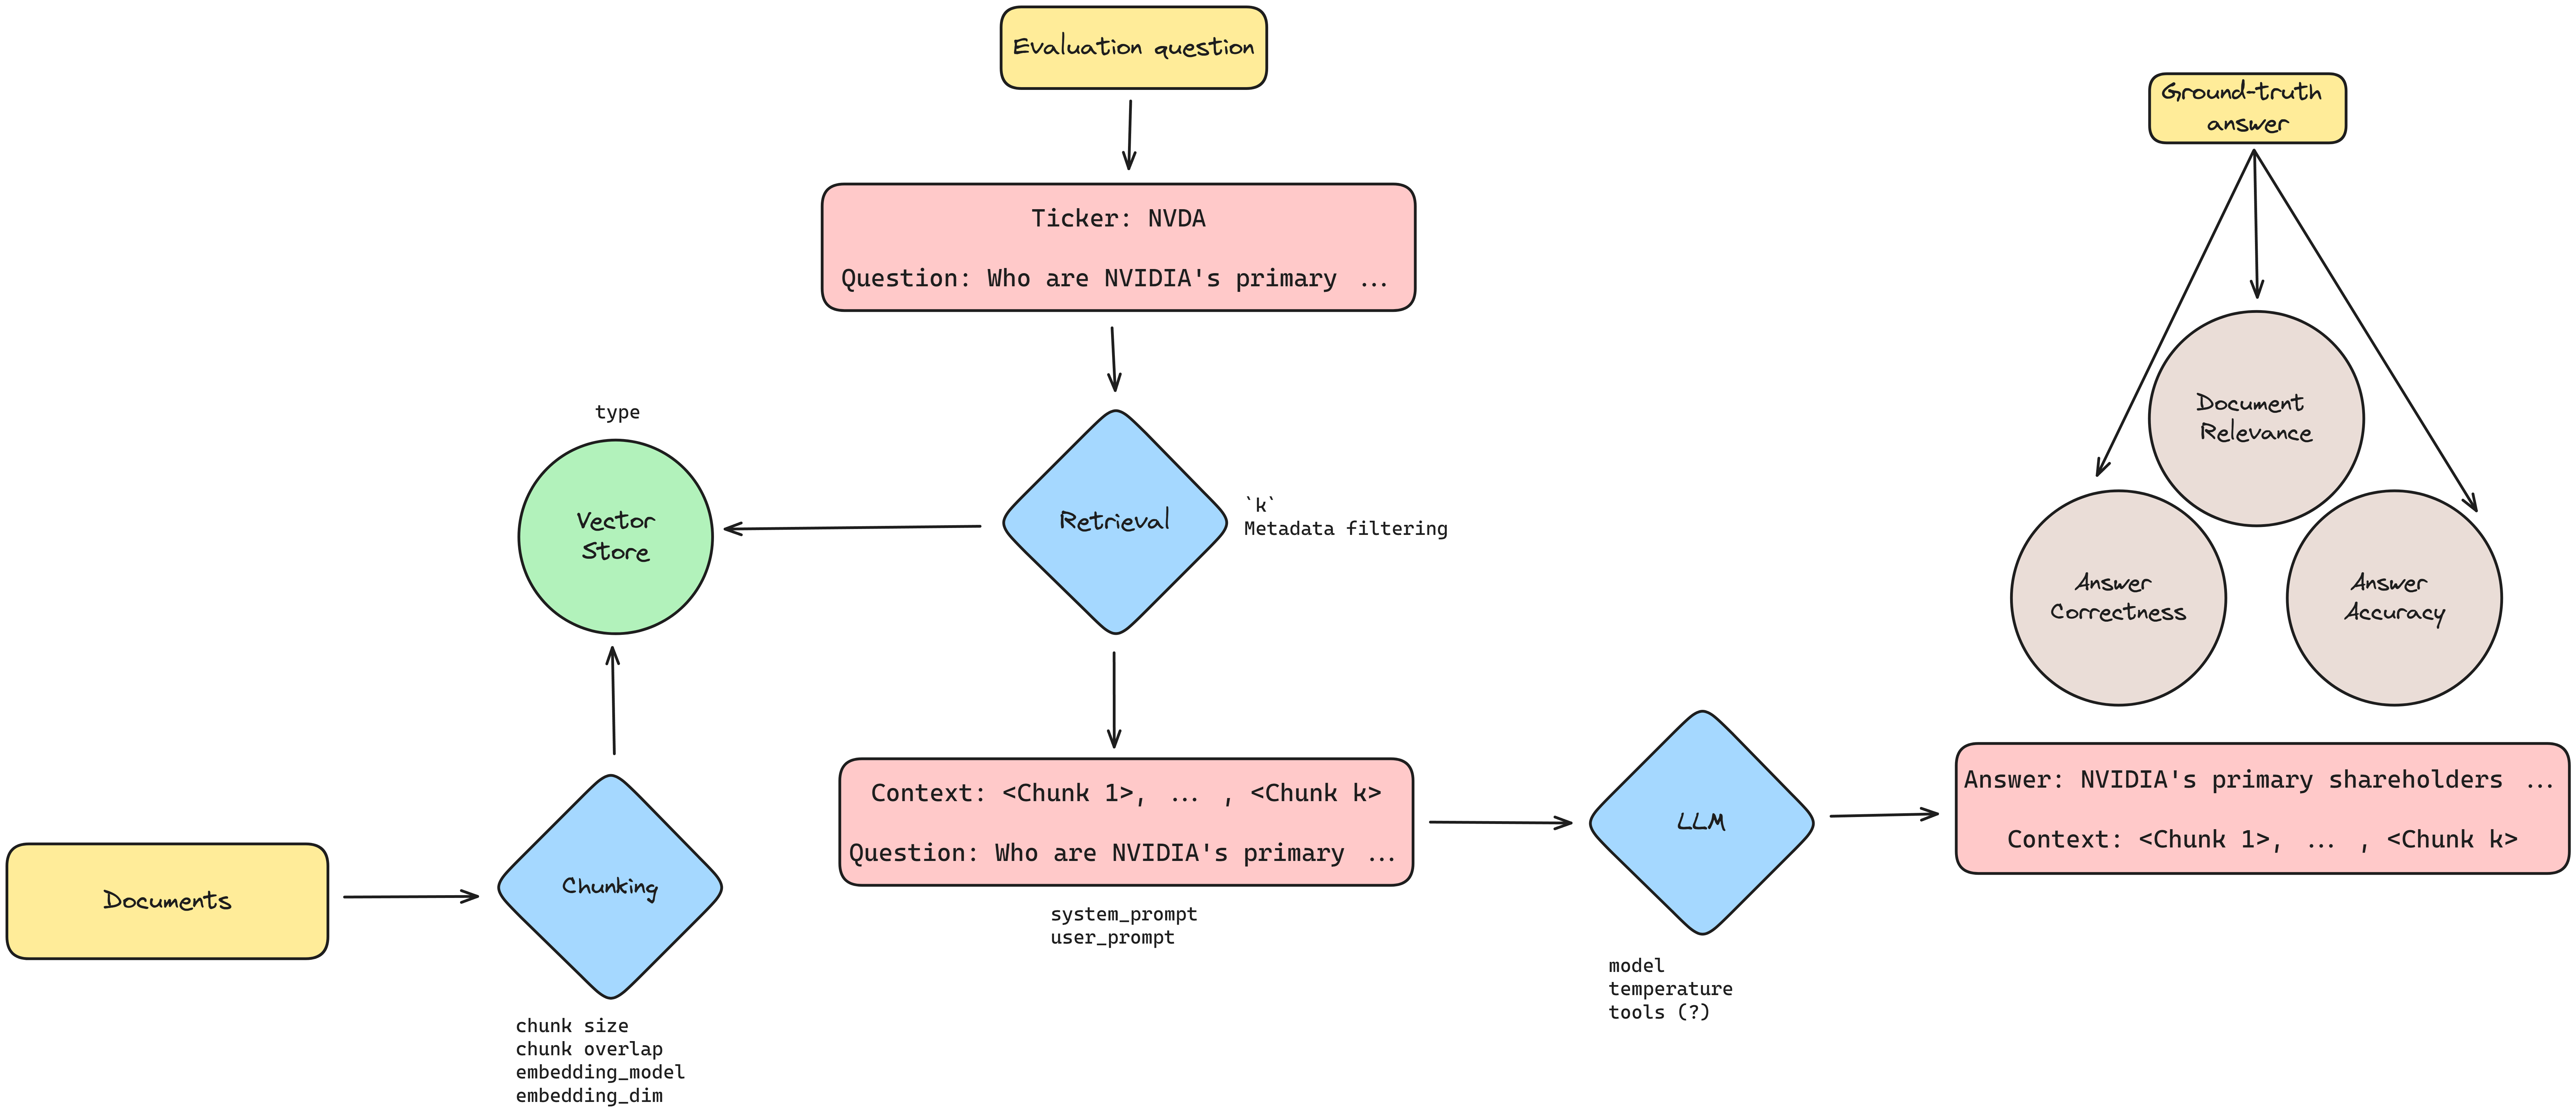 Evaluation question
Ground-truth
answer
Ticker: NVDA
Question: Who are NVIDIA's primary ...
type
Vector
Store
Retrieval
`k`
Metadata filtering
Document
Relevance
Answer
Correctness
Answer
Accuracy
Context: <Chunk 1>, ... , <Chunk k>
Question: Who are NVIDIA's primary ...
system_prompt
user_prompt
LLM
model
temperature
tools (?)
Answer: NVIDIA's primary shareholders ...
Context: <Chunk 1>, ... , <Chunk k>
Documents
Chunking
chunk size
chunk overlap
embedding_model
embedding_dim